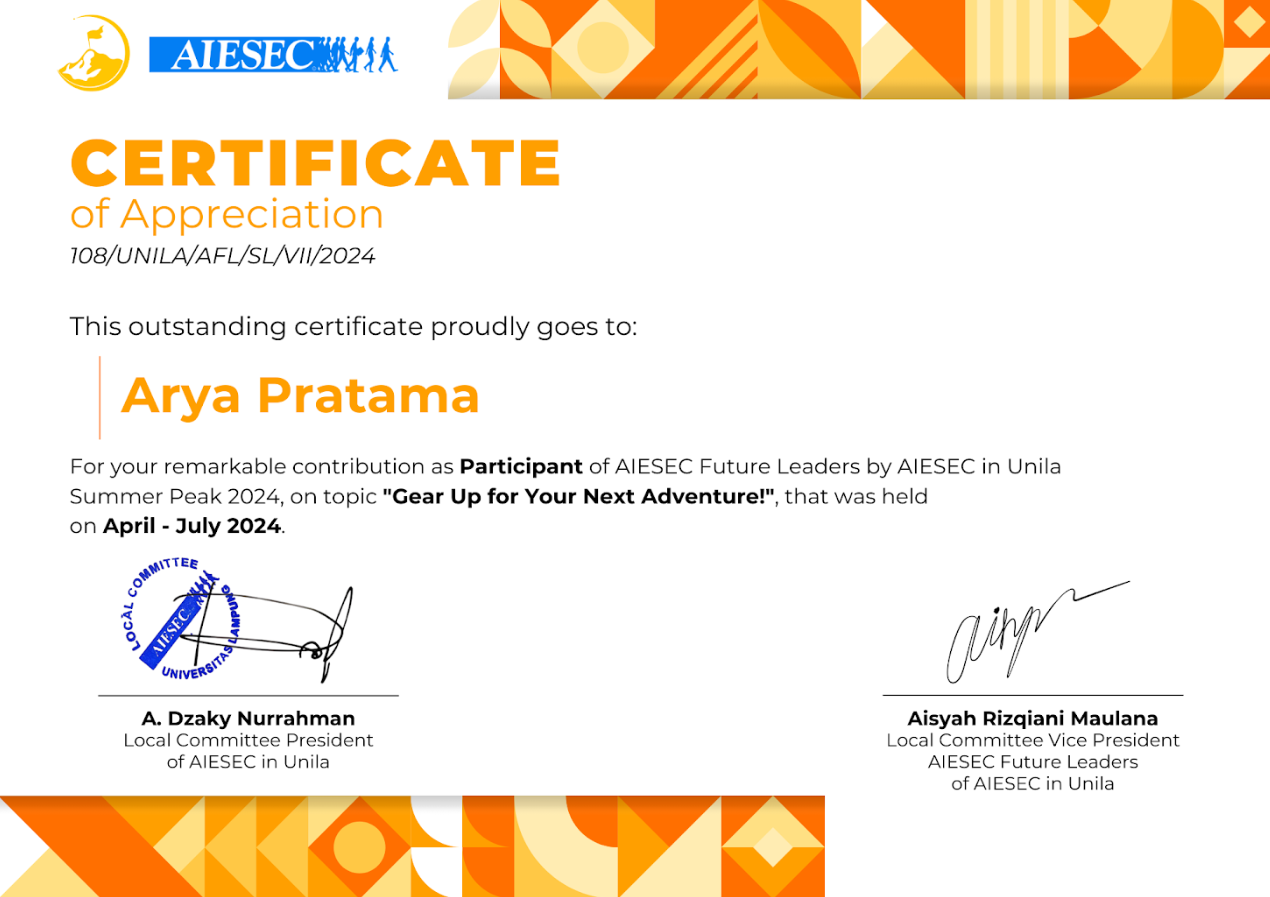 AIESEC
CERTIFICATE
of Appreciation
108/UNILA/AFL/SL/VII/2024
This outstanding certificate proudly goes to:
Arya Pratama
For your remarkable contribution as Participant of AIESEC Future Leaders by AIESEC in Unila
Summer Peak 2024, on topic "Gear Up for Your Next Adventure!", that was held
on April - July 2024.
LOCAL COMMITTEE
AIESEC
UNIVERSITAS LAMPUNG
A. Dzaky Nurrahman
Local Committee President
of AIESEC in Unila
Aisyah Rizqiani Maulana
Local Committee Vice President
AIESEC Future Leaders
of AIESEC in Unila